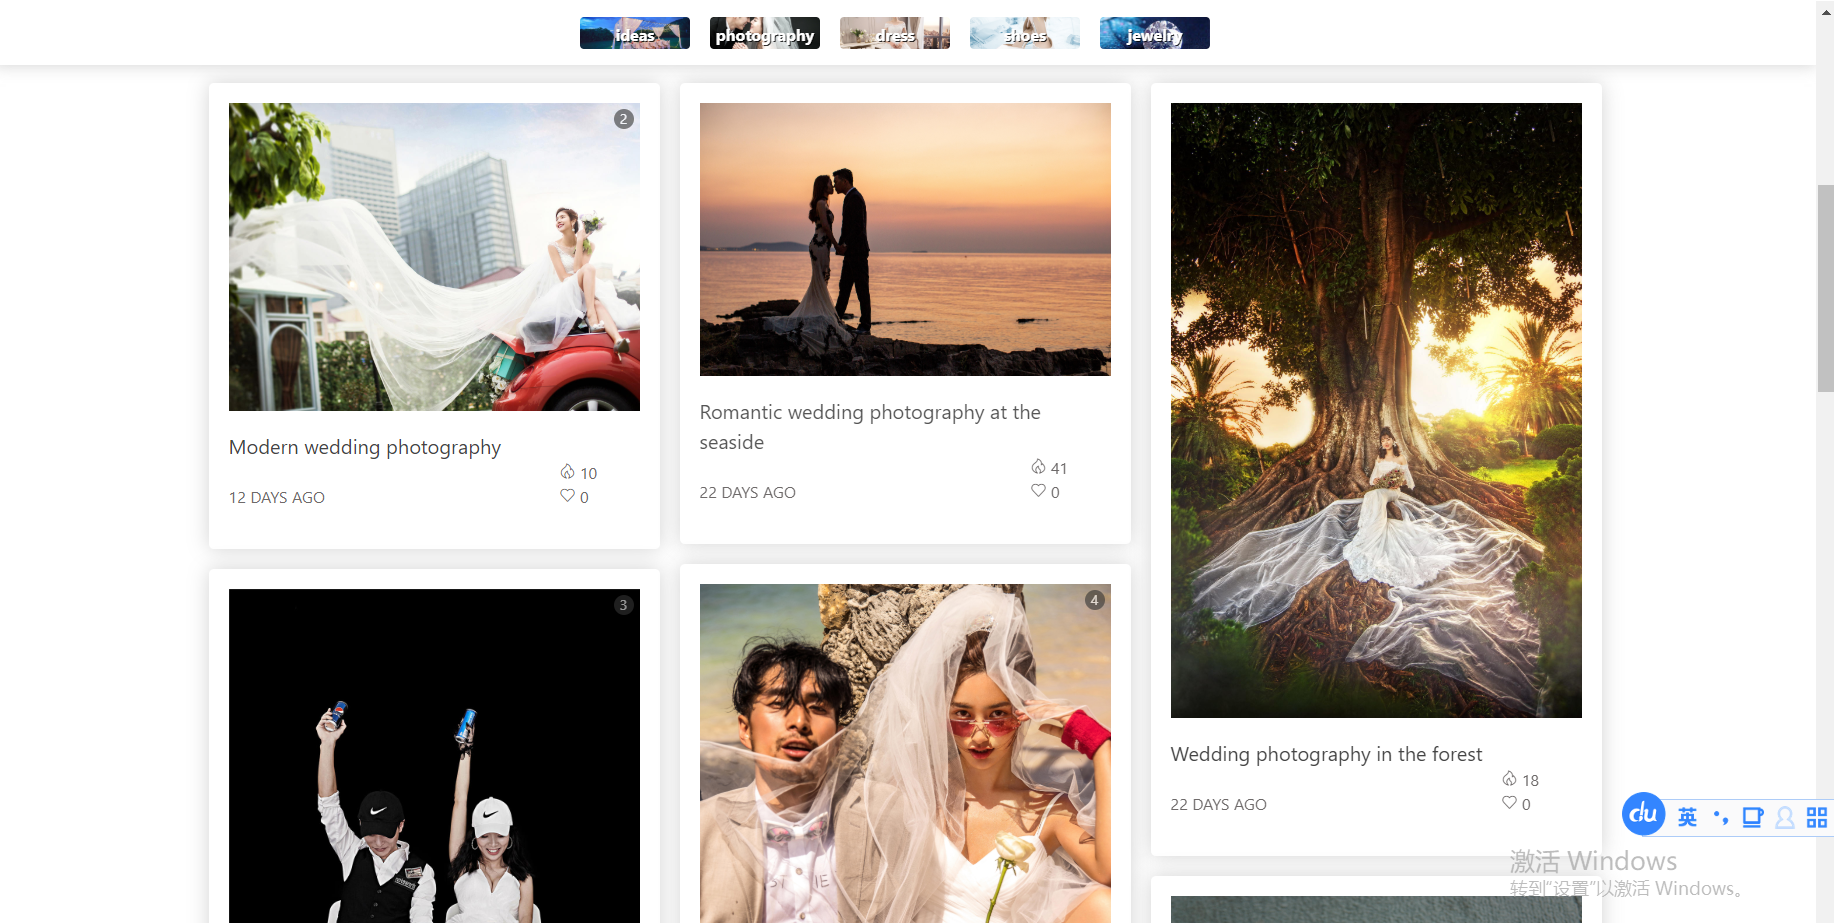 ideas
photography
dress
shoes
jewelry
2
Modern wedding photography
10
12 DAYS AGO
0
Romantic wedding photography at the
seaside
41
22 DAYS AGO
0
Wedding photography in the forest
18
22 DAYS AGO
0
3
4
du 英
激活 Windows
转到“设置”以激活 Windows。